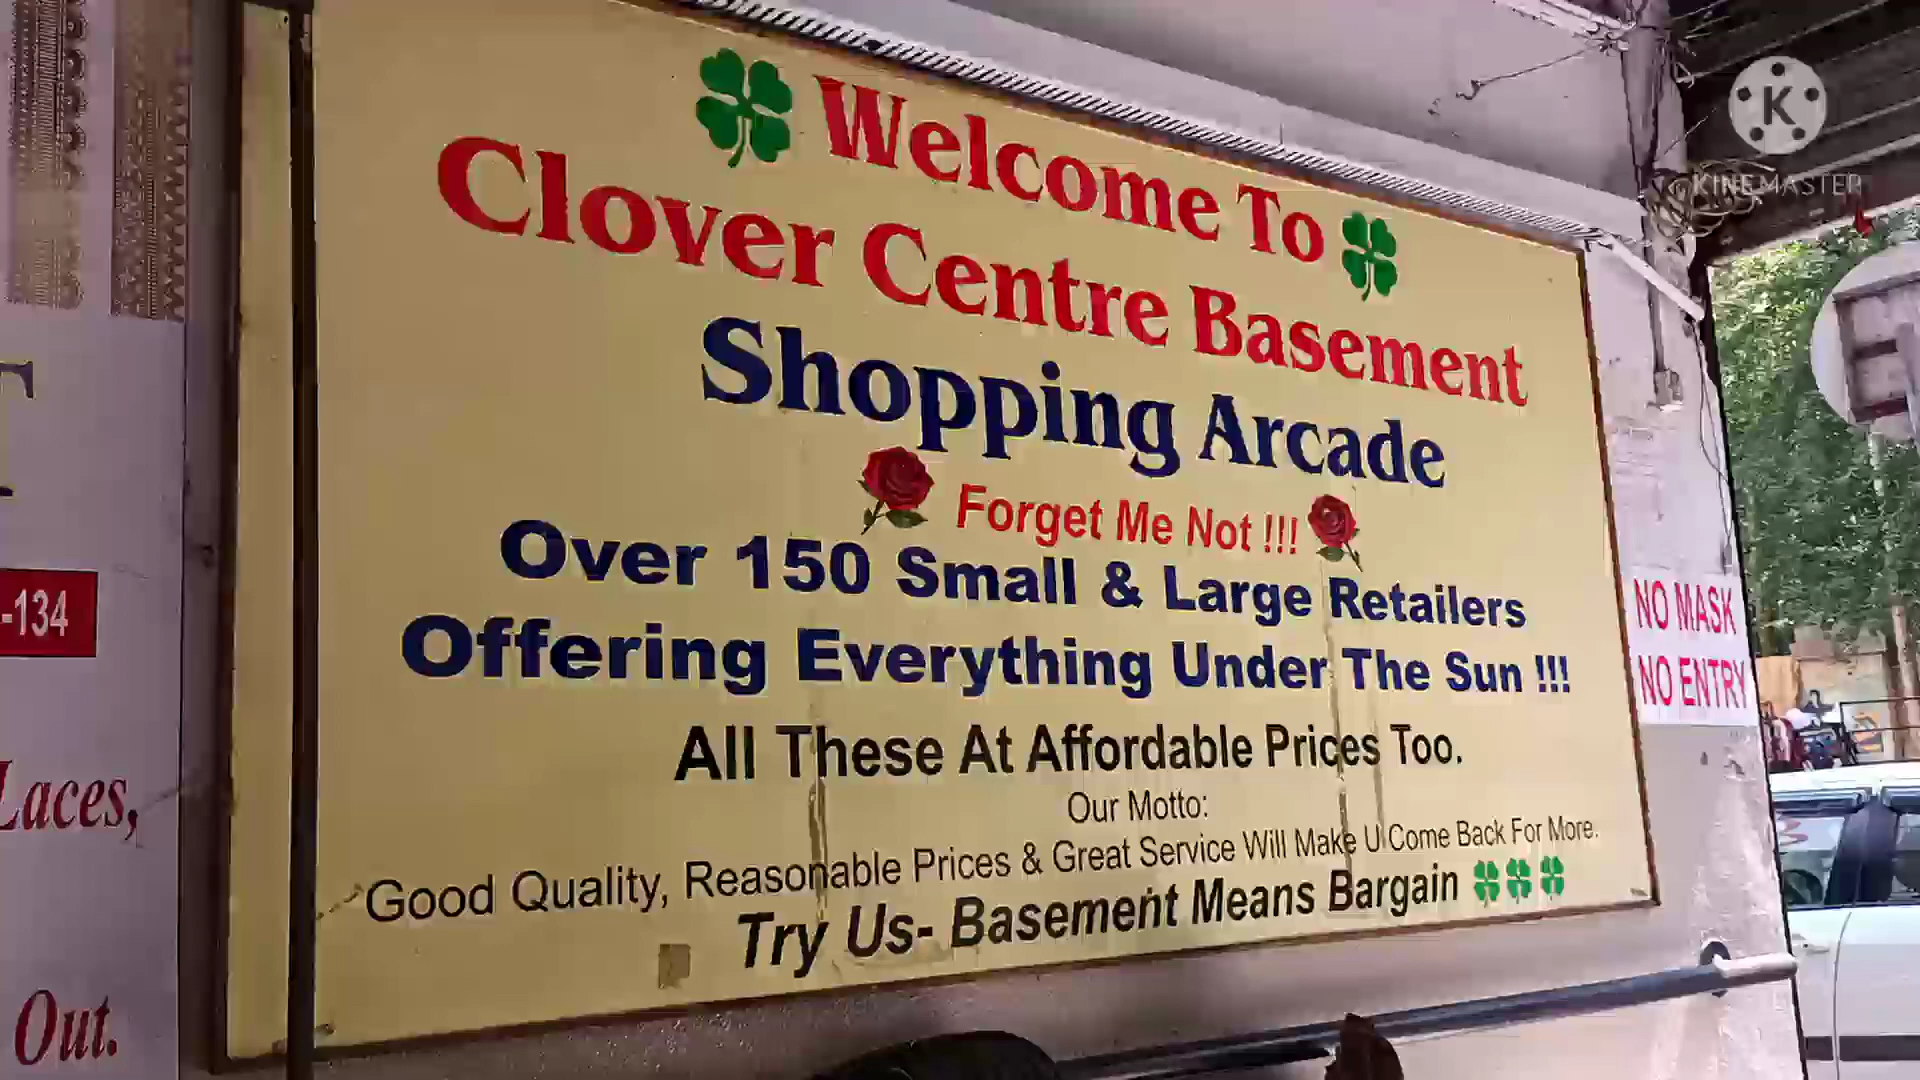 Welcome To
Clover Centre Basement
Shopping Arcade
Forget Me Not !!!
Over 150 Small & Large Retailers
Offering Everything Under The Sun !!!
All These At Affordable Prices Too.
Our Motto:
Good Quality, Reasonable Prices & Great Service Will Make U Come Back For More.
Try Us- Basement Means Bargain
NO MASK
NO ENTRY
-134
Laces,
Out.
K
KINEMASTER